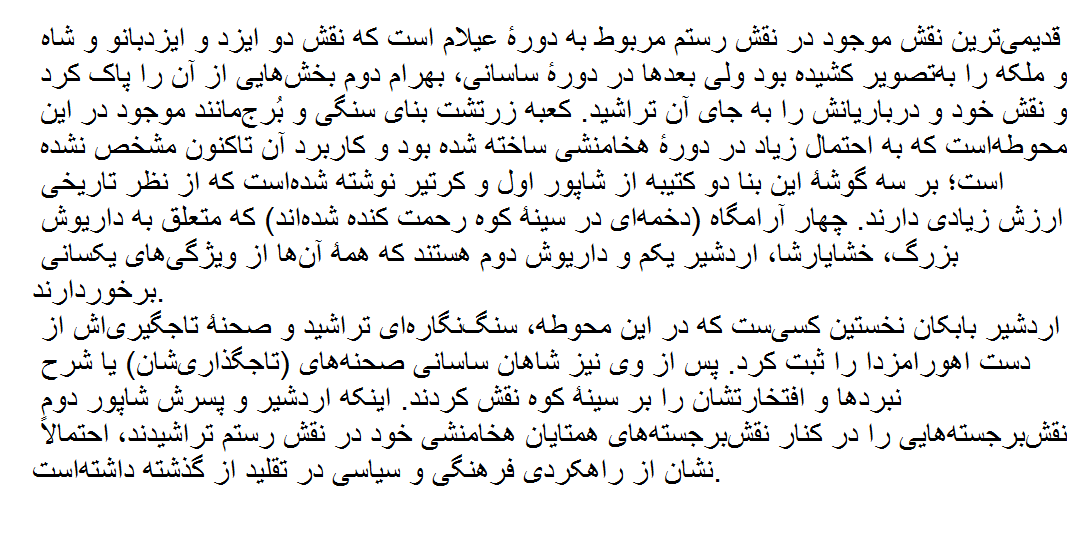 قدیمی‌ترین نقش موجود در نقش رستم مربوط به دورهٔ عیلام است که نقش دو ایزد و ایزدبانو و شاه
و ملکه را به‌تصویر کشیده بود ولی بعدها در دورهٔ ساسانی، بهرام دوم بخش‌هایی از آن را پاک کرد
و نقش خود و درباریانش را به جای آن تراشید. کعبه زرتشت بنای سنگی و بُرج‌مانند موجود در این
محوطه‌است که به احتمال زیاد در دورهٔ هخامنشی ساخته شده بود و کاربرد آن تاکنون مشخص نشده
است؛ بر سه گوشهٔ این بنا دو کتیبه از شاپور اول و کرتیر نوشته شده‌است که از نظر تاریخی
ارزش زیادی دارند. چهار آرامگاه (دخمه‌ای در سینهٔ کوه رحمت کنده شده‌اند) که متعلق به داریوش
بزرگ، خشایارشا، اردشیر یکم و داریوش دوم هستند که همهٔ آن‌ها از ویژگی‌های یکسانی
برخوردارند.
اردشیر بابکان نخستین کسی‌ست که در این محوطه، سنگ‌نگاره‌ای تراشید و صحنهٔ تاجگیری‌اش از
دست اهورامزدا را ثبت کرد. پس از وی نیز شاهان ساسانی صحنه‌های (تاجگذاری‌شان) یا شرح
نبردها و افتخارتشان را بر سینهٔ کوه نقش کردند. اینکه اردشیر و پسرش شاپور دوم
نقش‌برجسته‌هایی را در کنار نقش‌برجسته‌های همتایان هخامنشی خود در نقش رستم تراشیدند، احتمالاً
نشان از راهکردی فرهنگی و سیاسی در تقلید از گذشته داشته‌است.